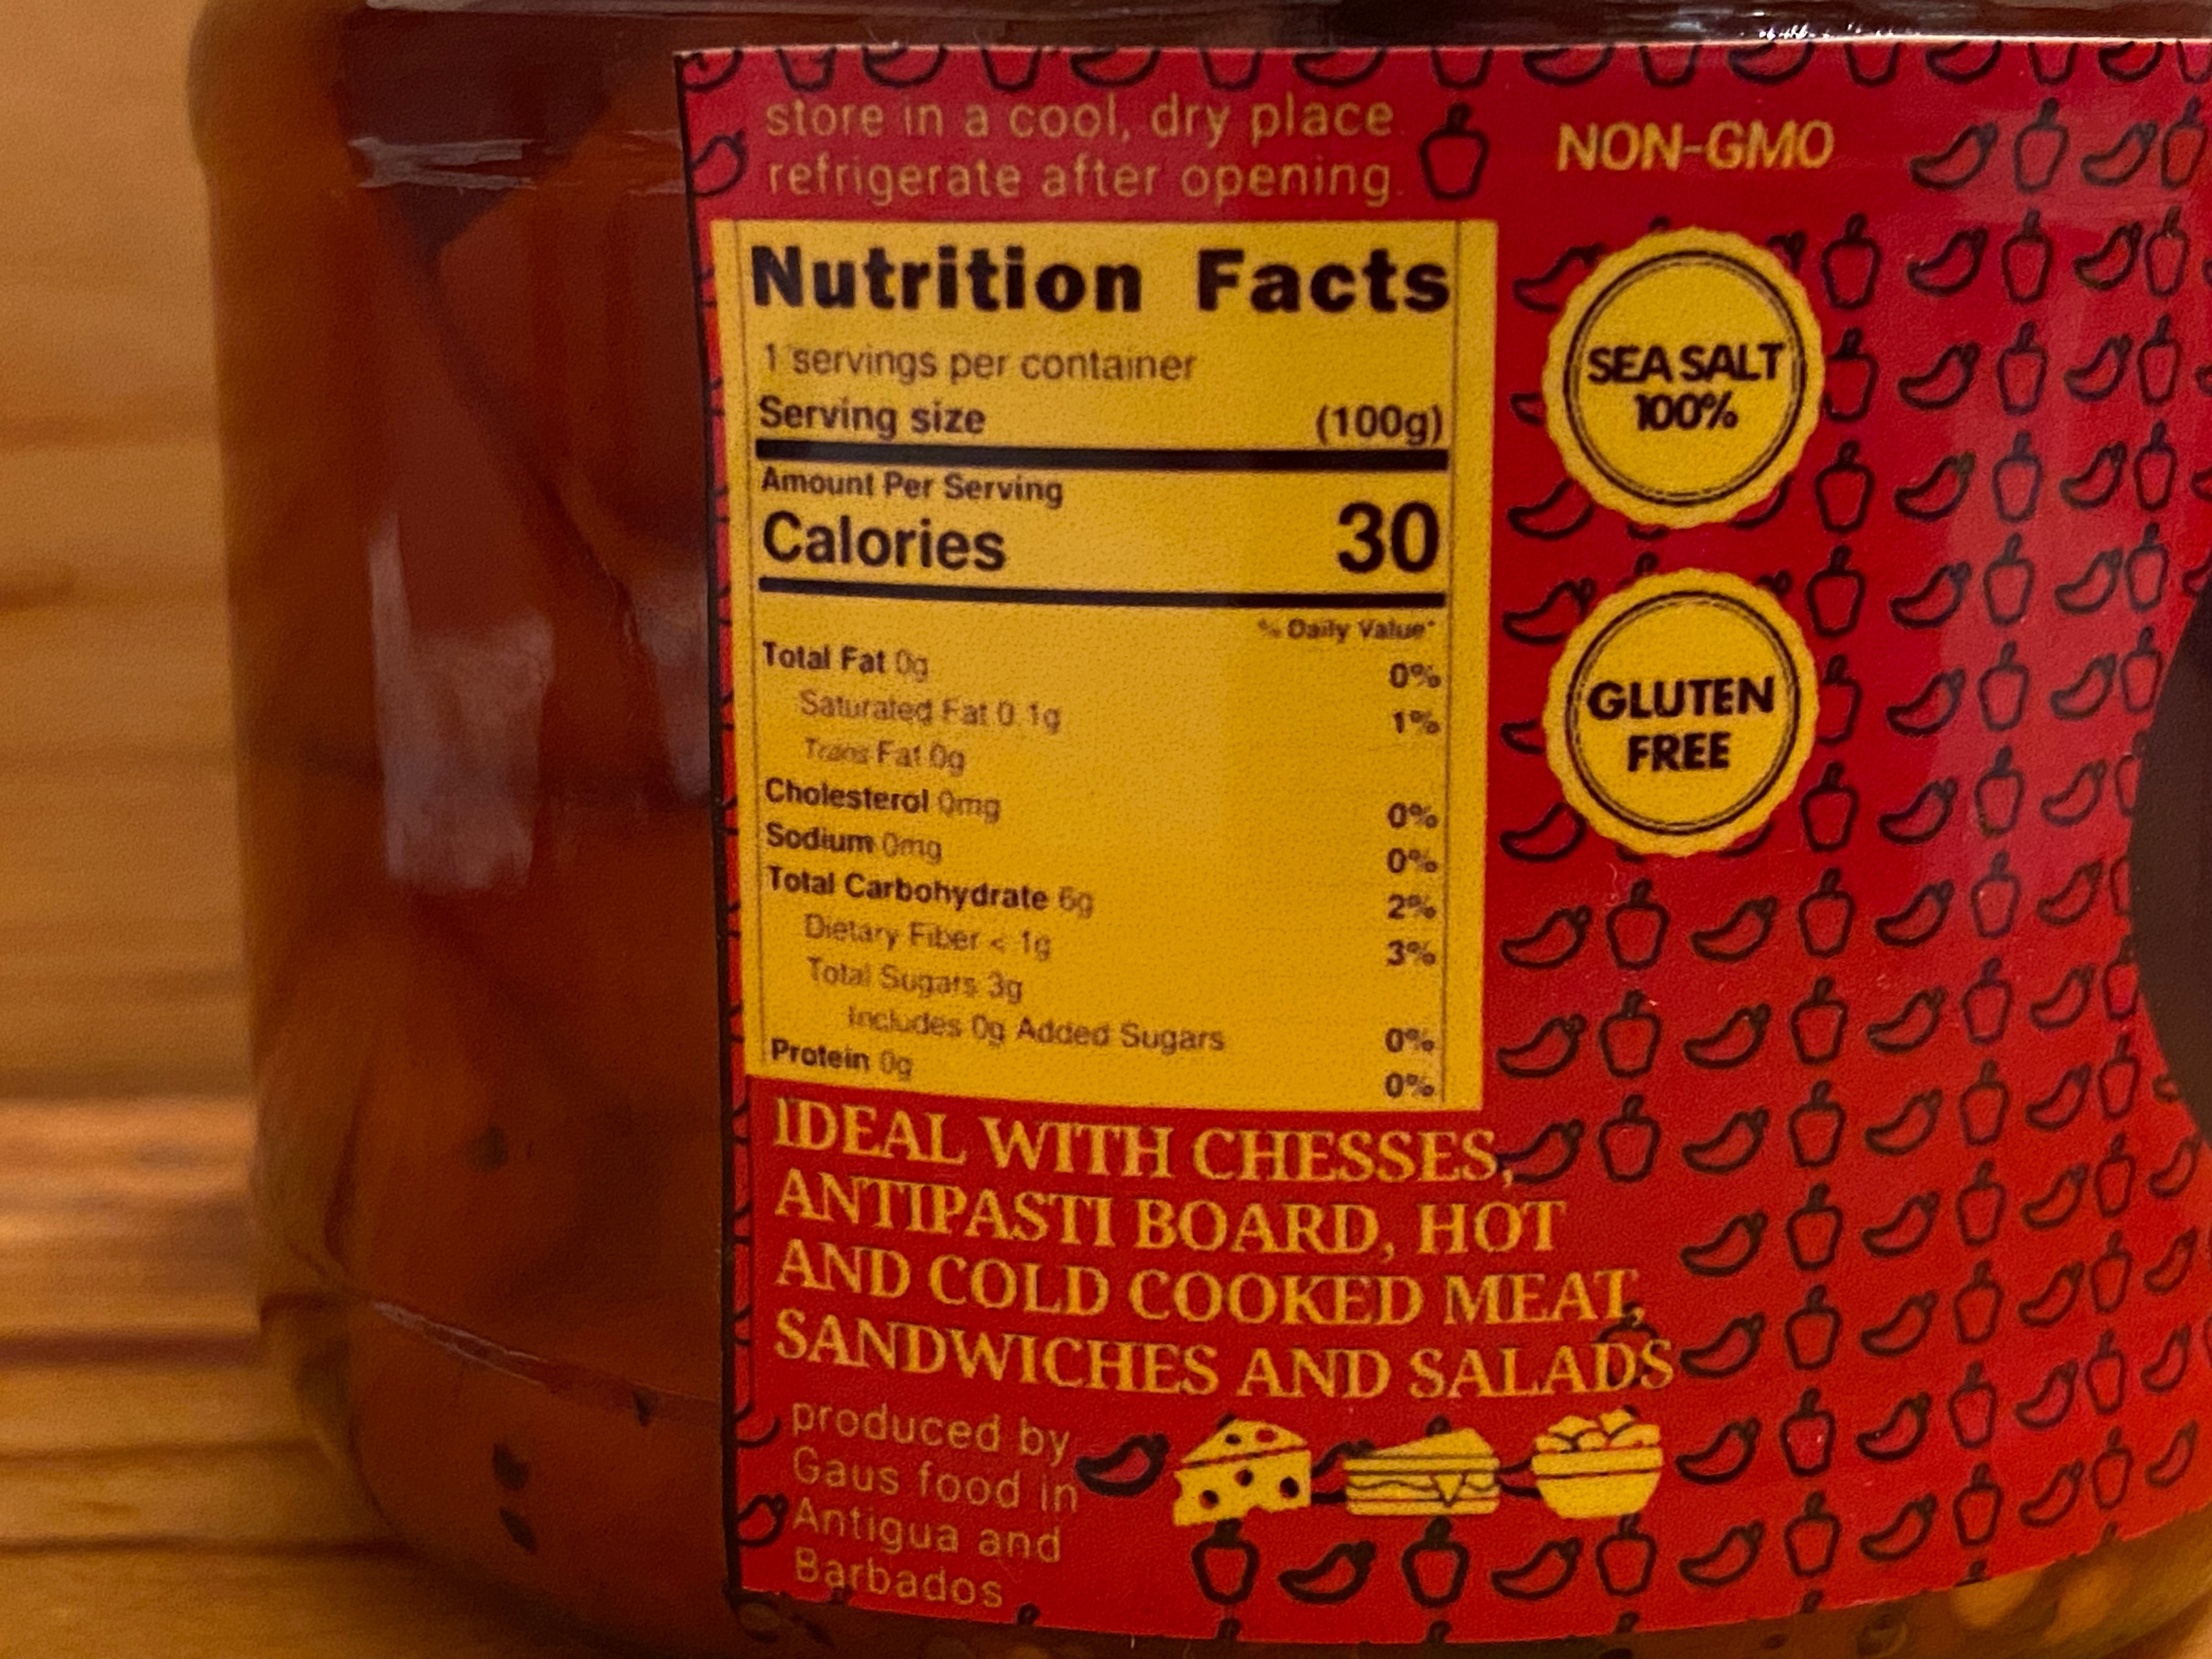 store in a cool, dry place
refrigerate after opening.
NON-GMO
Nutrition Facts
1 servings per container
Serving size (100g)
Amount Per Serving
Calories 30
% Daily Value*
Total Fat 0g 0%
Saturated Fat 0.1g 1%
Trans Fat 0g
Cholesterol 0mg 0%
Sodium 0mg 0%
Total Carbohydrate 6g 2%
Dietary Fiber < 1g 3%
Total Sugars 3g
Includes 0g Added Sugars 0%
Protein 0g 0%
SEA SALT
100%
GLUTEN
FREE
IDEAL WITH CHESSES,
ANTIPASTI BOARD, HOT
AND COLD COOKED MEAT,
SANDWICHES AND SALADS
produced by
Gaus food in
Antigua and
Barbados